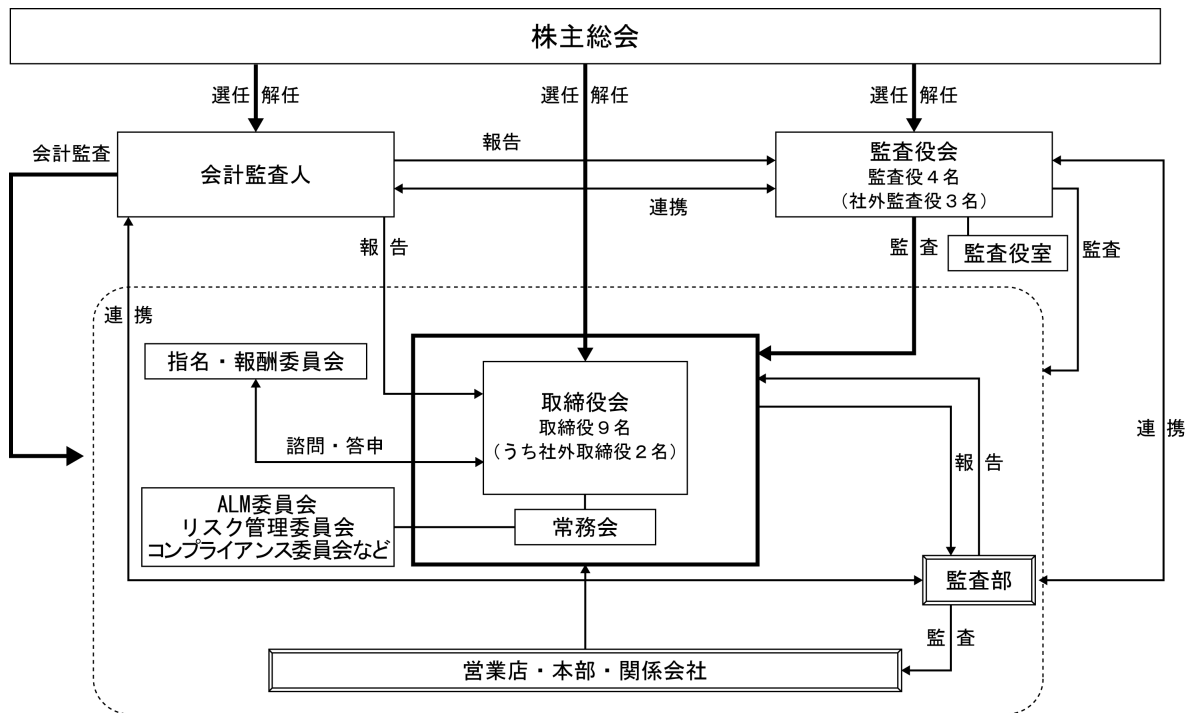 株主総会
選任 解任
選任 解任
選任 解任
会計監査
会計監査人
報告
連携
監査役会
監査役4名
(社外監査役3名)
報告
監査
監査役室
監査
連携
指名・報酬委員会
取締役会
取締役9名
(うち社外取締役2名)
諮問・答申
連携
報告
ALM委員会
リスク管理委員会
コンプライアンス委員会など
常務会
監査部
監査
営業店・本部・関係会社